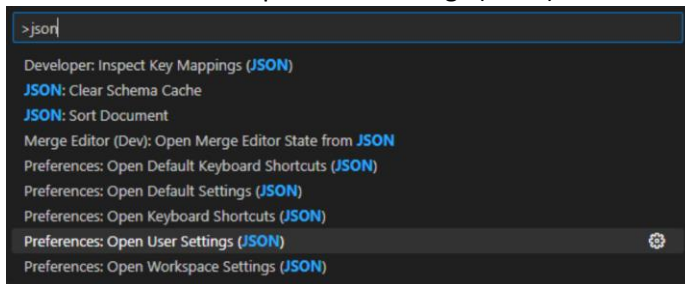 >json
Developer: Inspect Key Mappings (JSON)
JSON: Clear Schema Cache
JSON: Sort Document
Merge Editor (Dev): Open Merge Editor State from JSON
Preferences: Open Default Keyboard Shortcuts (JSON)
Preferences: Open Default Settings (JSON)
Preferences: Open Keyboard Shortcuts (JSON)
Preferences: Open User Settings (JSON)
Preferences: Open Workspace Settings (JSON)